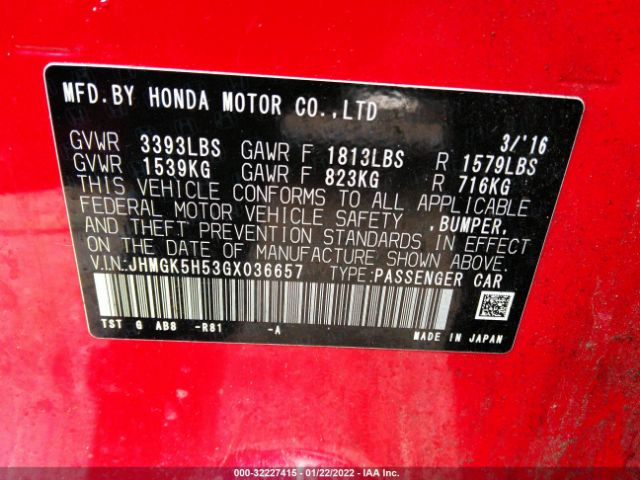 MFD.BY HONDA MOTOR CO.,LTD
3/'16
GVWR 3393LBS GAWR F 1813LBS R 1579LBS
GVWR 1539KG GAWR F 823KG R 716KG
THIS VEHICLE CONFORMS TO ALL APPLICABLE
FEDERAL MOTOR VEHICLE SAFETY ,BUMPER,
AND THEFT PREVENTION STANDARDS IN EFFECT
ON THE DATE OF MANUFACTURE SHOWN ABOVE.
V.I.N:JHMGK5H53GX036657 TYPE:PASSENGER CAR
TST G AB8 -R81 -A
MADE IN JAPAN
000-32227415 - 01/22/2022 - IAA Inc.